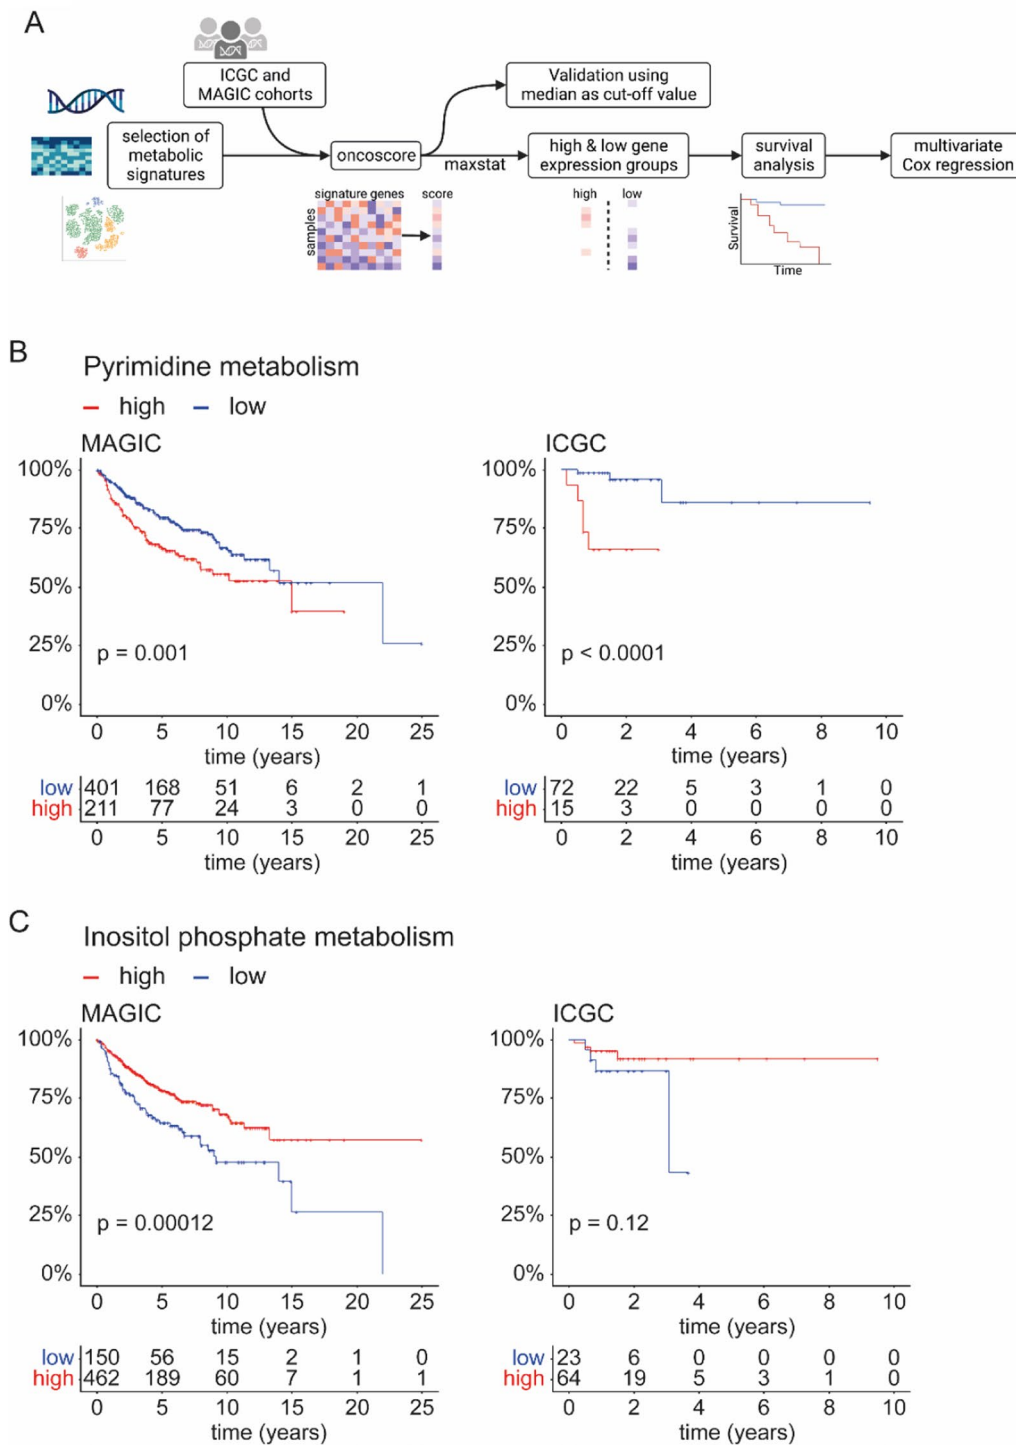 A
ICGC and
MAGIC cohorts
Validation using
median as cut-off value
selection of
metabolic
signatures
oncoscore
maxstat
high & low gene
expression groups
survival
analysis
multivariate
Cox regression
signature genes
score
samples
high
low
Survival
Time
B
Pyrimidine metabolism
high low
MAGIC
100%
75%
50%
25%
0%
p = 0.001
0 5 10 15 20 25
time (years)
low 401 168 51 6 2 1
high 211 77 24 3 0 0
0 5 10 15 20 25
time (years)
ICGC
100%
75%
50%
25%
0%
p < 0.0001
0 2 4 6 8 10
time (years)
low 72 22 5 3 1 0
high 15 3 0 0 0 0
0 2 4 6 8 10
time (years)
C
Inositol phosphate metabolism
high low
MAGIC
100%
75%
50%
25%
0%
p = 0.00012
0 5 10 15 20 25
time (years)
low 150 56 15 2 1 0
high 462 189 60 7 1 1
0 5 10 15 20 25
time (years)
ICGC
100%
75%
50%
25%
0%
p = 0.12
0 2 4 6 8 10
time (years)
low 23 6 0 0 0 0
high 64 19 5 3 1 0
0 2 4 6 8 10
time (years)